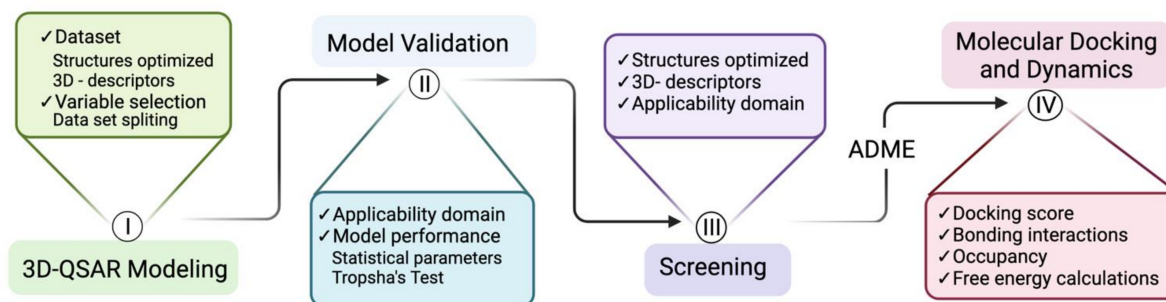 ✓Dataset
Structures optimized
3D - descriptors
✓Variable selection
Data set spliting
I
3D-QSAR Modeling
Model Validation
II
✓Applicability domain
✓Model performance
Statistical parameters
Tropsha's Test
✓Structures optimized
✓3D- descriptors
✓Applicability domain
III
Screening
ADME
Molecular Docking
and Dynamics
IV
✓Docking score
✓Bonding interactions
✓Occupancy
✓Free energy calculations